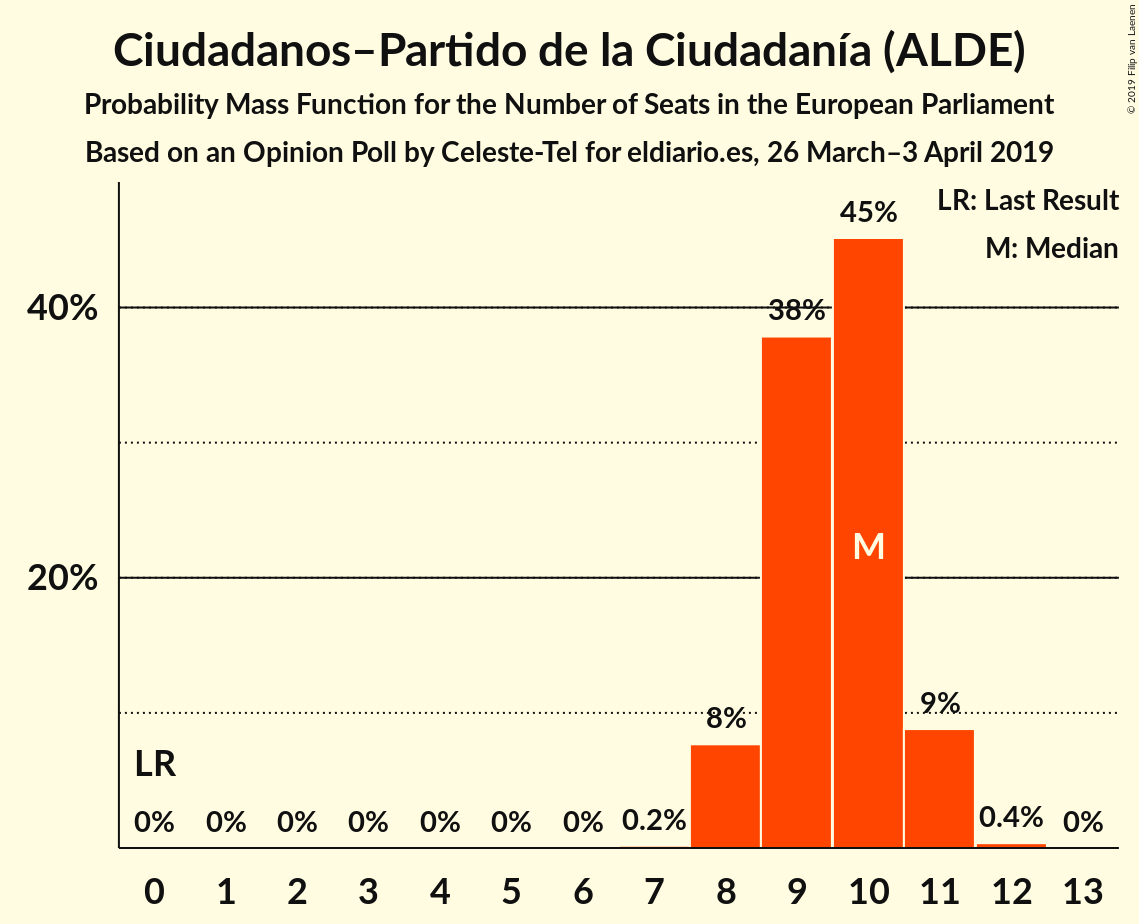 Ciudadanos–Partido de la Ciudadanía (ALDE)
Probability Mass Function for the Number of Seats in the European Parliament
Based on an Opinion Poll by Celeste-Tel for eldiario.es, 26 March–3 April 2019
© 2019 Filip van Laenen
LR: Last Result
M: Median
45%
40%
38%
M
20%
9%
8%
LR
0% 0% 0% 0% 0% 0% 0% 0.2% 0.4% 0%
0 1 2 3 4 5 6 7 8 9 10 11 12 13